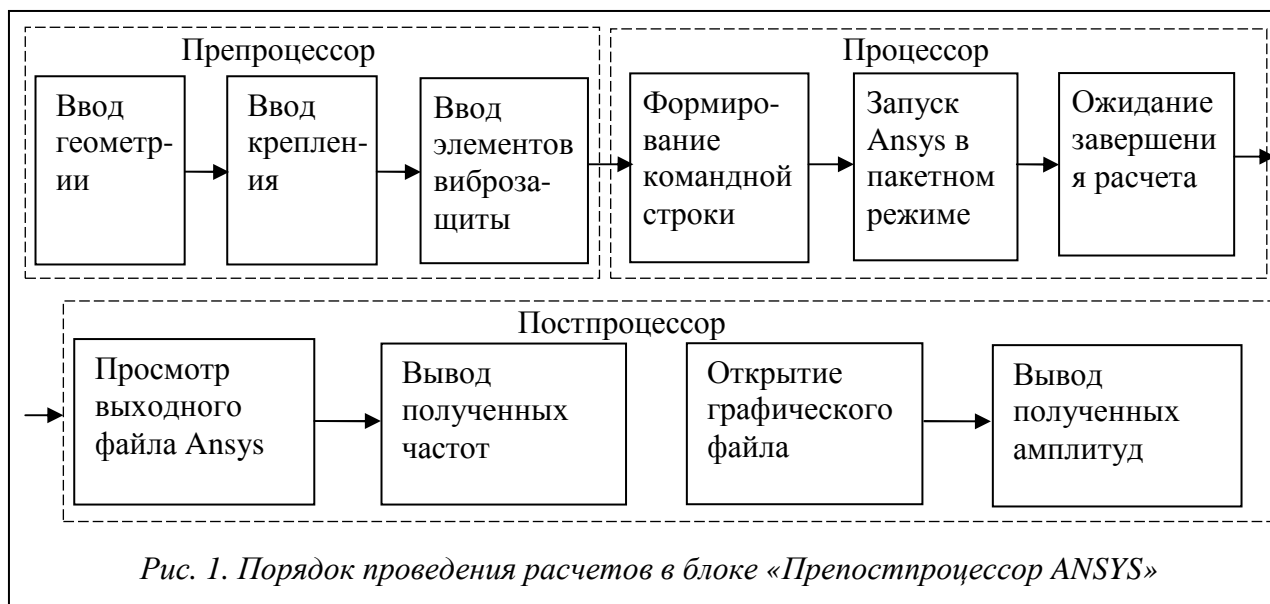 Препроцессор
Ввод
геометр-
ии
Ввод
креплен-
ия
Ввод
элементов
виброза-
щиты
Процессор
Формиро-
вание
командной
строки
Запуск
Ansys в
пакетном
режиме
Ожидание
завершени
я расчета
Постпроцессор
Просмотр
выходного
файла Ansys
Вывод
полученных
частот
Открытие
графического
файла
Вывод
полученных
амплитуд
Рис. 1. Порядок проведения расчетов в блоке «Препостпроцессор ANSYS»